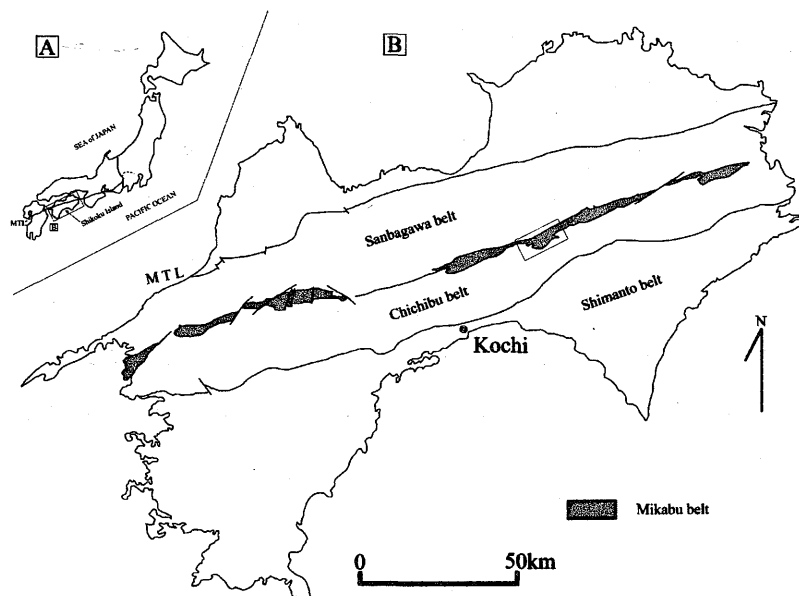 A
B
SEA of JAPAN
MTL
B
Shikoku Island
PACIFIC OCEAN
Sanbagawa belt
MTL
Chichibu belt
Shimanto belt
Kochi
N
Mikabu belt
0
50km